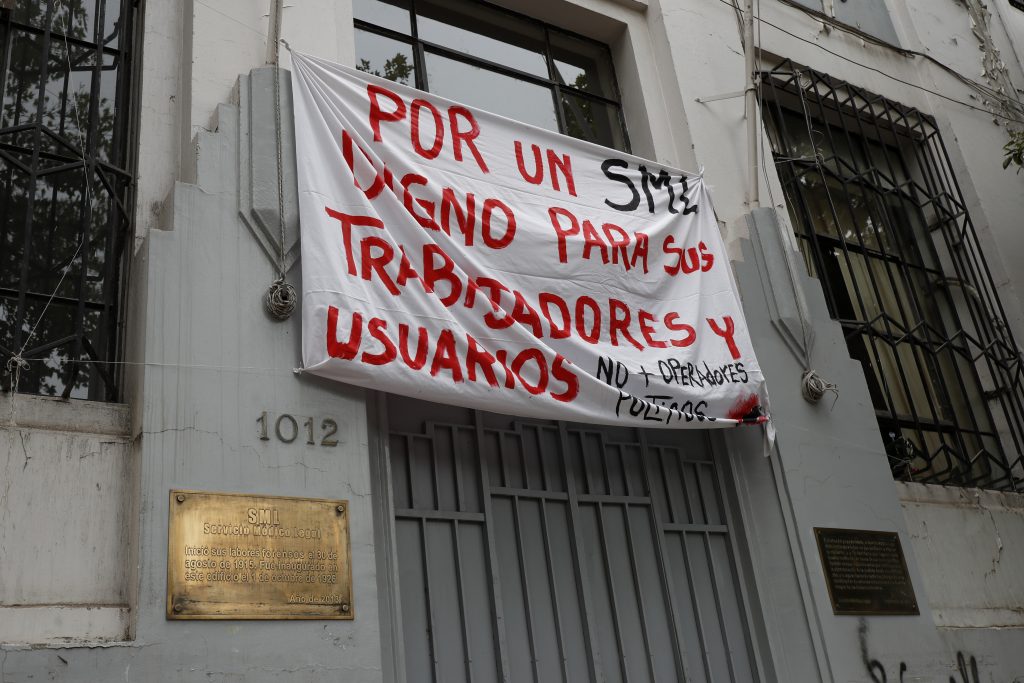 POR UN SML
DIGNO PARA SUS
TRABAJADORES Y
USUARIOS NO + OPERADORES
POLITICOS
1012
SML
Servicio Médico Legal
Inició sus labores forenses el 30 de
agosto de 1915. Fue inaugurado en
este edificio el 1 de octubre de 1926
Año de 2013